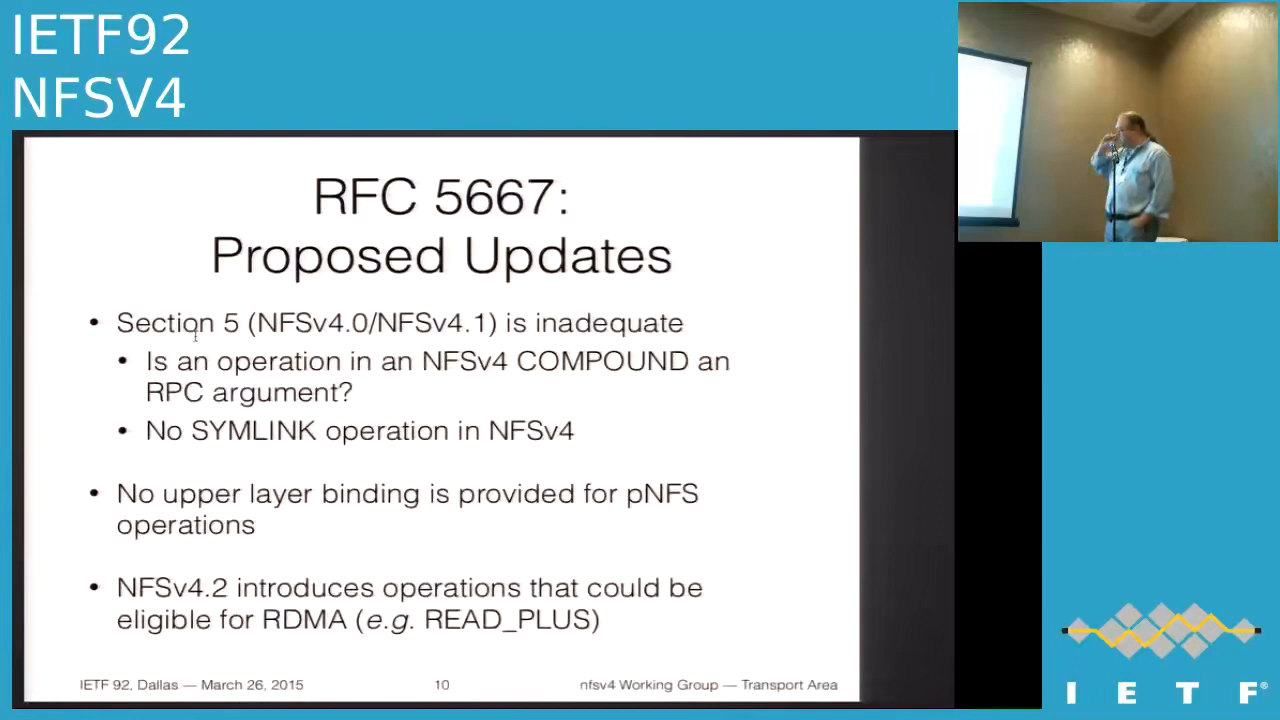 IETF92
NFSV4
RFC 5667:
Proposed Updates
• Section 5 (NFSv4.0/NFSv4.1) is inadequate
• Is an operation in an NFSv4 COMPOUND an
RPC argument?
• No SYMLINK operation in NFSv4
• No upper layer binding is provided for pNFS
operations
• NFSv4.2 introduces operations that could be
eligible for RDMA (e.g. READ_PLUS)
IETF 92, Dallas — March 26, 2015
10
nfsv4 Working Group — Transport Area
I E T F®